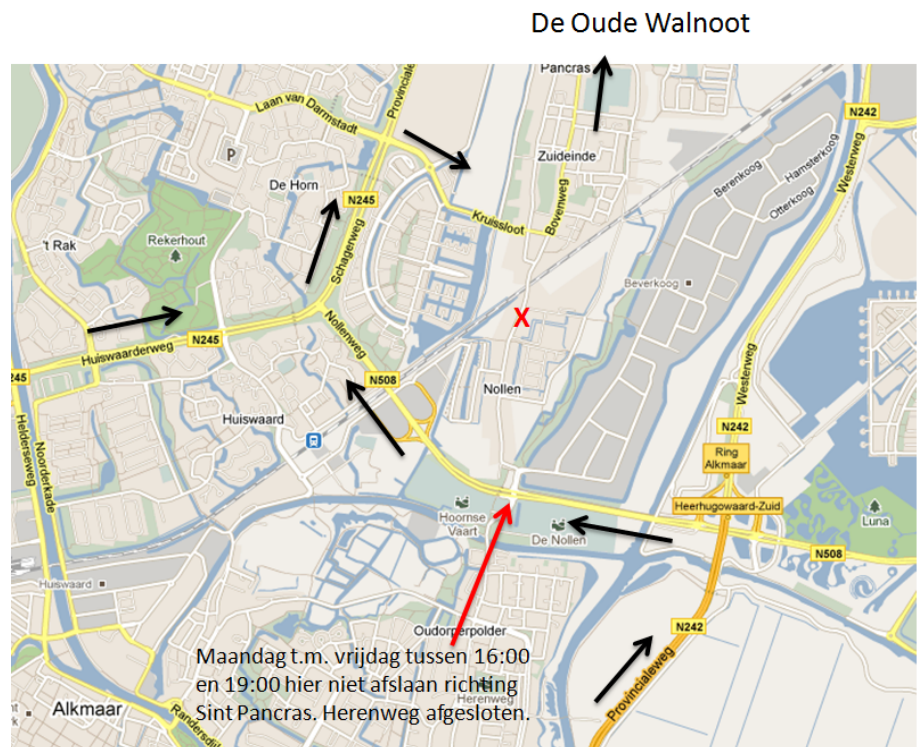 De Oude Walnoot
Pancras
N242
Laan van Darmstadt
Provinciale
Westerweg
P
Zuideinde
Berenkoog
Hamsterkoog
Otterkoog
De Horn
N245
Bovenweg
Kruissloot
't Rak
Rekerhout
Schagerweg
Beverkoog
X
Nollenweg
N245
Huiswaarderweg
245
N508
Nollen
Westerweg
Huiswaard
N242
Helderseweg
Noorderkade
Ring
Alkmaar
Heerhugowaard-Zuid
Hoornse
Vaart
De Nollen
Luna
N508
Huiswaard
Oudorperpolder
N242
Maandag t.m. vrijdag tussen 16:00
en 19:00 hier niet afslaan richting
Sint Pancras. Herenweg afgesloten.
Herenweg
Provincialeweg
Alkmaar
Randersdijk